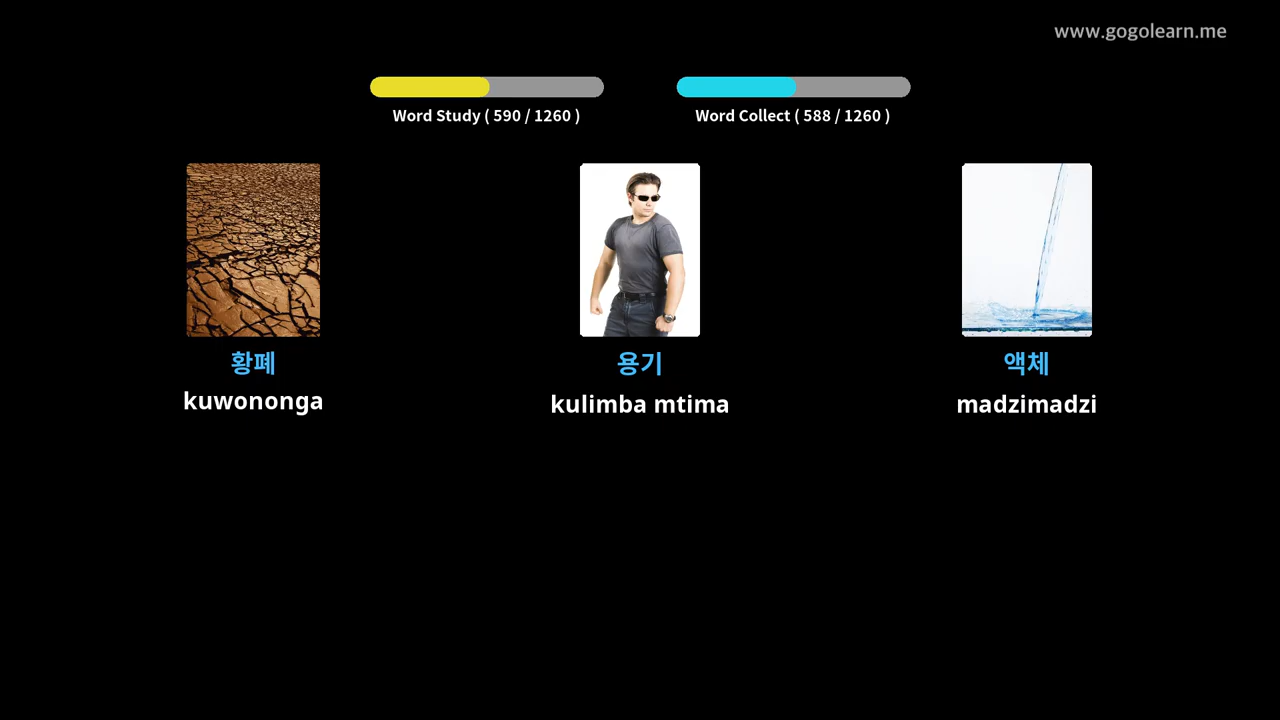 www.gogolearn.me
Word Study ( 590 / 1260 )
Word Collect ( 588 / 1260 )
황폐
용기
액체
kuwononga
kulimba mtima
madzimadzi